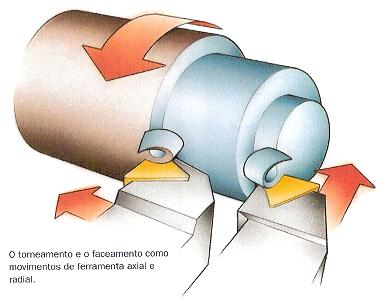 O torneamento e o faceamento como
movimentos de ferramenta axial e
radial.